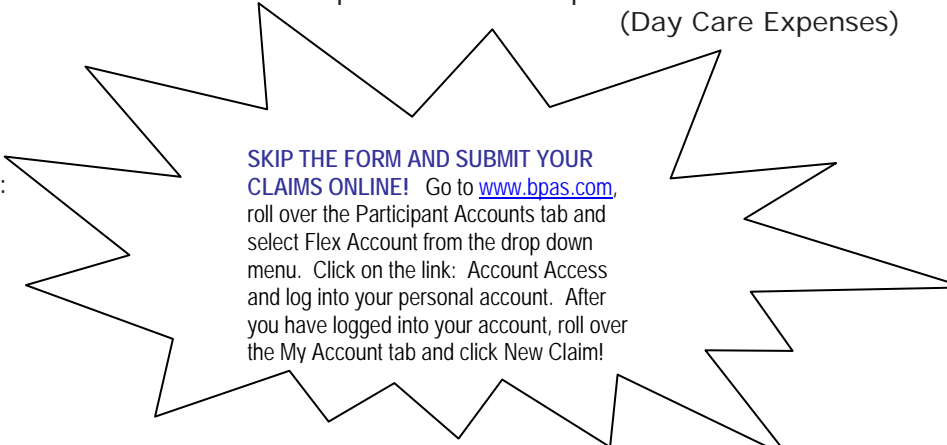 (Day Care Expenses)
SKIP THE FORM AND SUBMIT YOUR
:
CLAIMS ONLINE! Go to www.bpas.com,
roll over the Participant Accounts tab and
select Flex Account from the drop down
menu. Click on the link: Account Access
and log into your personal account. After
you have logged into your account, roll over
the My Account tab and click New Claim!